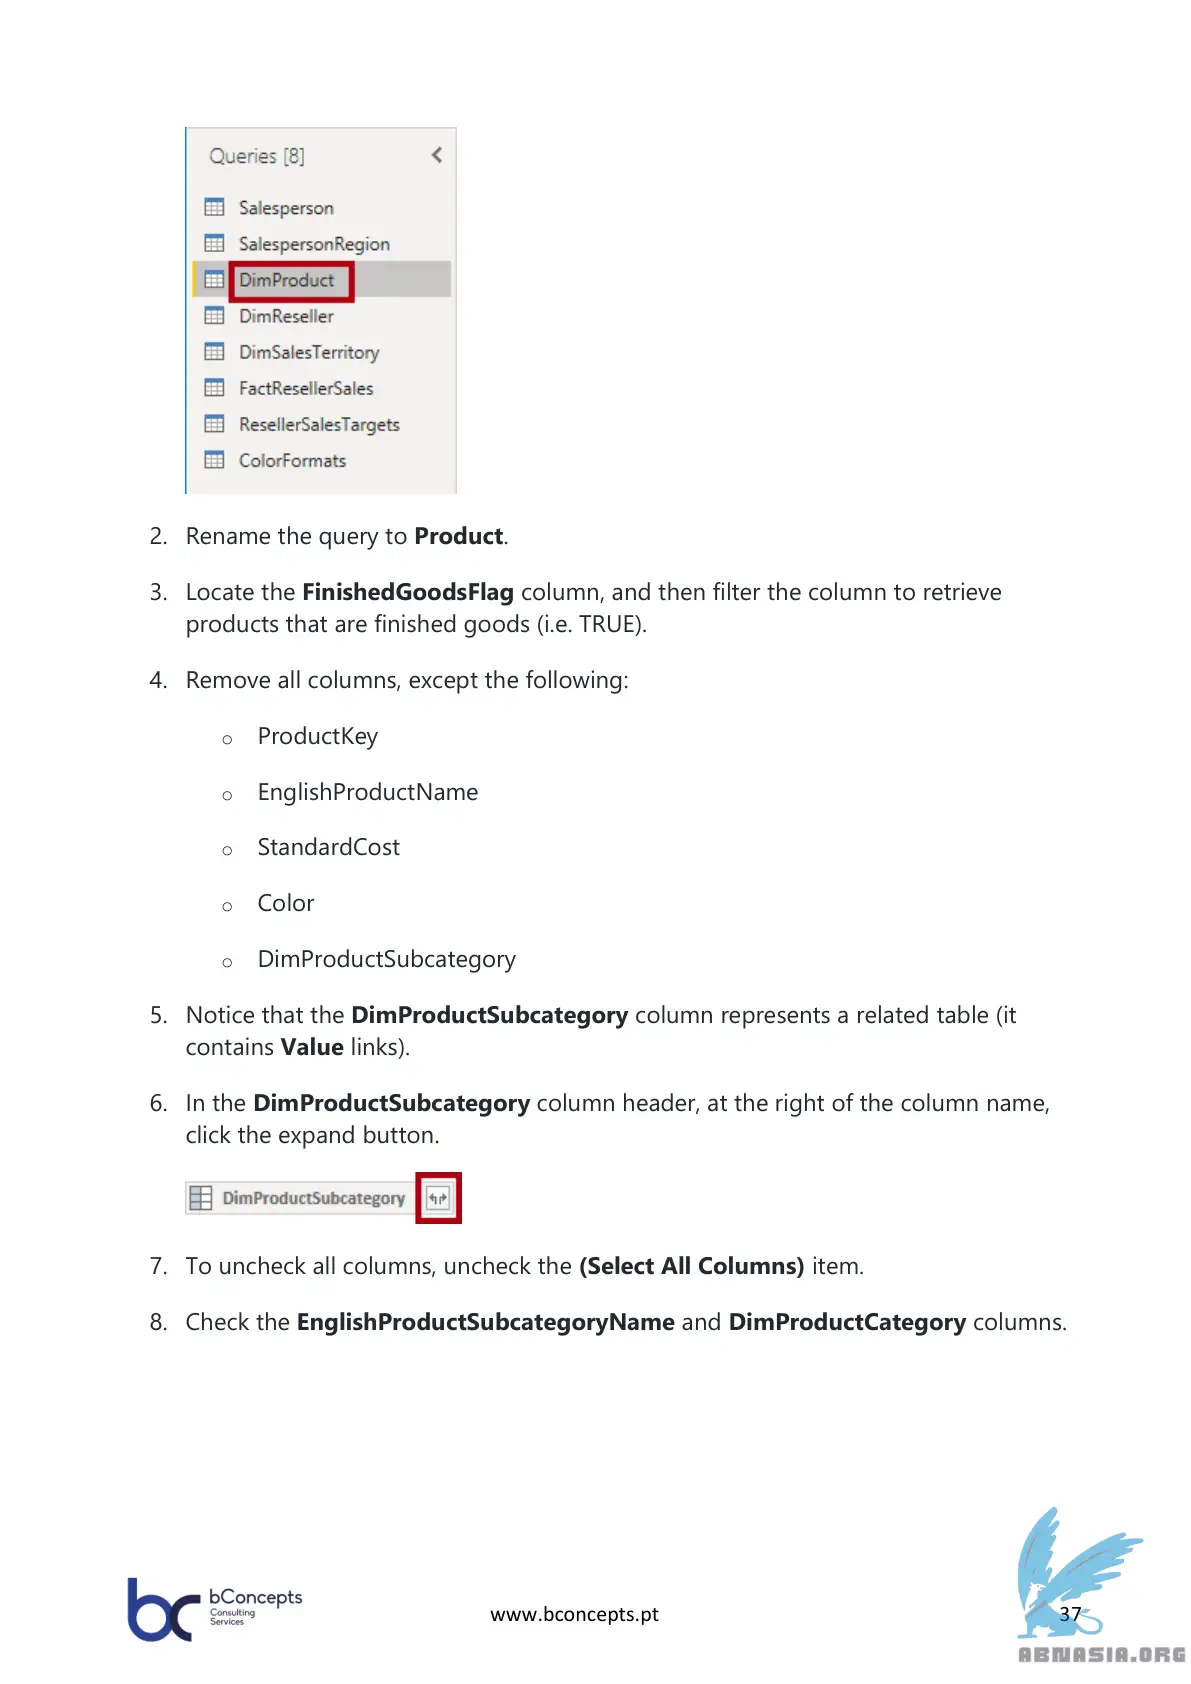 Queries [8]
Salesperson
SalespersonRegion
DimProduct
DimReseller
DimSalesTerritory
FactResellerSales
ResellerSalesTargets
ColorFormats
2. Rename the query to Product.
3. Locate the FinishedGoodsFlag column, and then filter the column to retrieve
products that are finished goods (i.e. TRUE).
4. Remove all columns, except the following:
o ProductKey
o EnglishProductName
o StandardCost
o Color
o DimProductSubcategory
5. Notice that the DimProductSubcategory column represents a related table (it
contains Value links).
6. In the DimProductSubcategory column header, at the right of the column name,
click the expand button.
DimProductSubcategory
7. To uncheck all columns, uncheck the (Select All Columns) item.
8. Check the EnglishProductSubcategoryName and DimProductCategory columns.
bc bConcepts
Consulting
Services
www.bconcepts.pt
37
ABNASIA.ORG